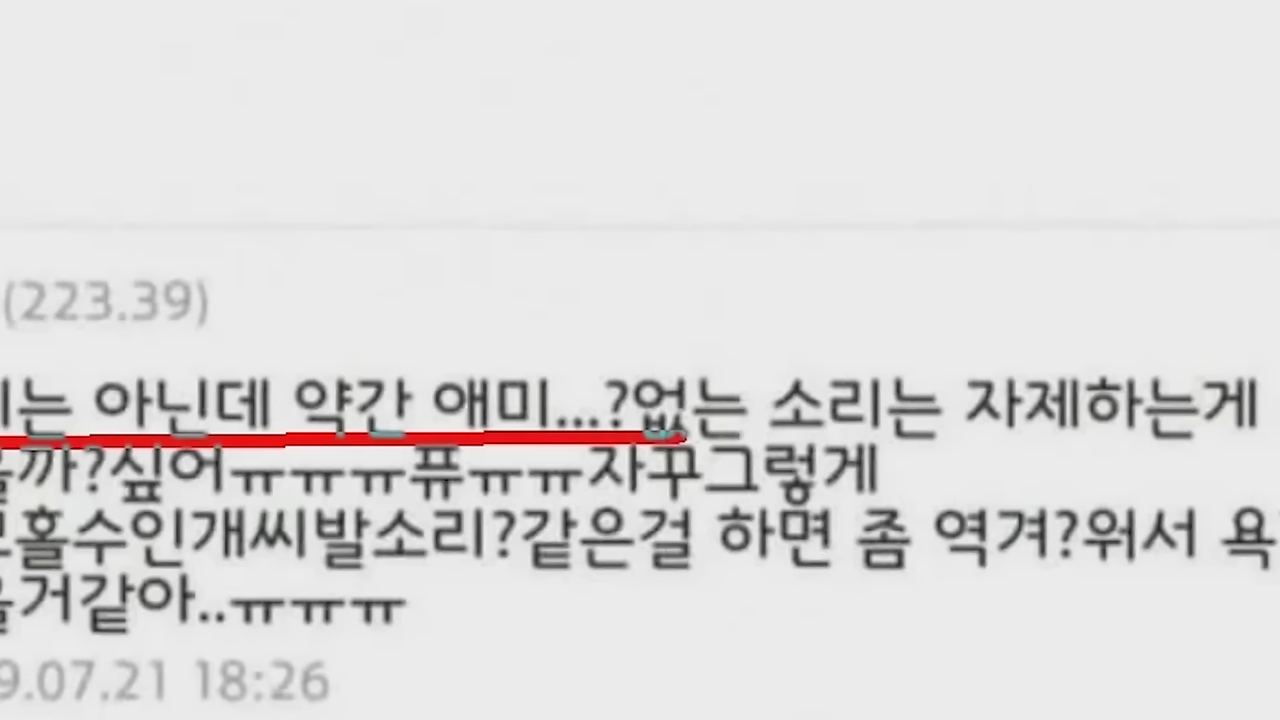 (223.39)
는 아닌데 약간 애미...?없는 소리는 자제하는게
까?싶어ㅠㅠㅠ퓨ㅠㅠ자꾸그렇게
홀수인개씨발소리?같은걸 하면 좀 역겨?워서 욕
거같아..ㅠㅠㅠ
9.07.21 18:26